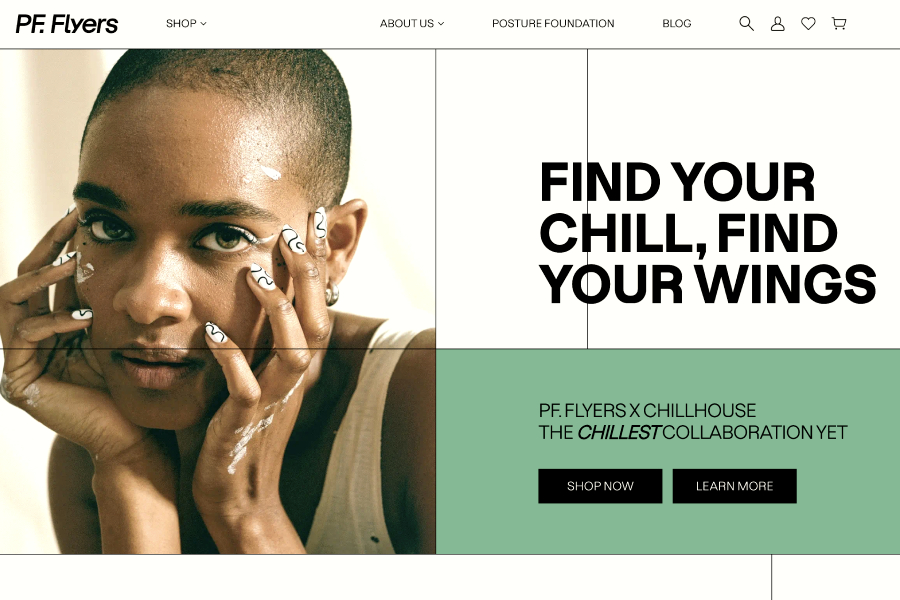 PF. Flyers
SHOP
ABOUT US
POSTURE FOUNDATION
BLOG
FIND YOUR
CHILL, FIND
YOUR WINGS
PF. FLYERS X CHILLHOUSE
THE CHILLEST COLLABORATION YET
SHOP NOW
LEARN MORE